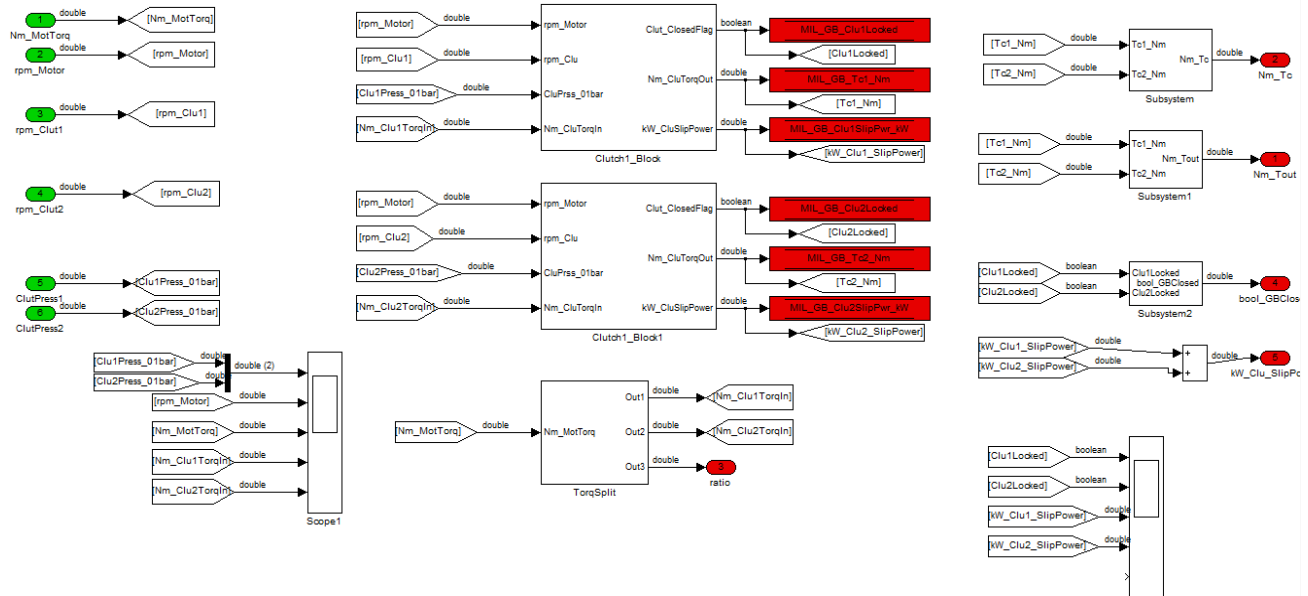 1
double
[Nm_MotTorq]
Nm_MotTorq
2
double
[rpm_Motor]
rpm_Motor
3
double
[rpm_Clu1]
rpm_Clut1
4
double
[rpm_Clu2]
rpm_Clut2
5
double
[Clu1Press_01bar]
ClutPress1
6
double
[Clu2Press_01bar]
ClutPress2
[Clu1Press_01bar]
double
[Clu2Press_01bar]
double (2)
[rpm_Motor]
double
[Nm_MotTorq]
double
[Nm_Clu1TorqIn]
double
[Nm_Clu2TorqIn]
double
Scope1
[rpm_Motor]
double
[rpm_Clu1]
double
[Clu1Press_01bar]
double
[Nm_Clu1TorqIn]
double
rpm_Motor
rpm_Clu
CluPrss_01bar
Nm_CluTorqIn
Clut_ClosedFlag
Nm_CluTorqOut
kW_CluSlipPower
Clutch1_Block
boolean
MIL_GB_Clu1Locked
[Clu1Locked]
double
MIL_GB_Tc1_Nm
[Tc1_Nm]
double
MIL_GB_Clu1SlipPwr_kW
[kW_Clu1_SlipPower]
[rpm_Motor]
double
[rpm_Clu2]
double
[Clu2Press_01bar]
double
[Nm_Clu2TorqIn]
double
rpm_Motor
rpm_Clu
CluPrss_01bar
Nm_CluTorqIn
Clut_ClosedFlag
Nm_CluTorqOut
kW_CluSlipPower
Clutch1_Block1
boolean
MIL_GB_Clu2Locked
[Clu2Locked]
double
MIL_GB_Tc2_Nm
[Tc2_Nm]
double
MIL_GB_Clu2SlipPwr_kW
[kW_Clu2_SlipPower]
[Nm_MotTorq]
double
Nm_MotTorq
Out1
Out2
Out3
TorqSplit
double
[Nm_Clu1TorqIn]
double
[Nm_Clu2TorqIn]
double
3
ratio
[Tc1_Nm]
double
[Tc2_Nm]
double
Tc1_Nm
Tc2_Nm
Nm_Tc
Subsystem
double
2
Nm_Tc
[Tc1_Nm]
double
[Tc2_Nm]
double
Tc1_Nm
Nm_Tout
Tc2_Nm
Subsystem1
double
1
Nm_Tout
[Clu1Locked]
boolean
[Clu2Locked]
boolean
Clu1Locked
bool_GBClosed
Clu2Locked
Subsystem2
double
4
bool_GBClose
[kW_Clu1_SlipPower]
double
[kW_Clu2_SlipPower]
double
+
+
double
5
kW_Clu_SlipPo
[Clu1Locked]
boolean
[Clu2Locked]
boolean
[kW_Clu1_SlipPower]
double
[kW_Clu2_SlipPower]
double